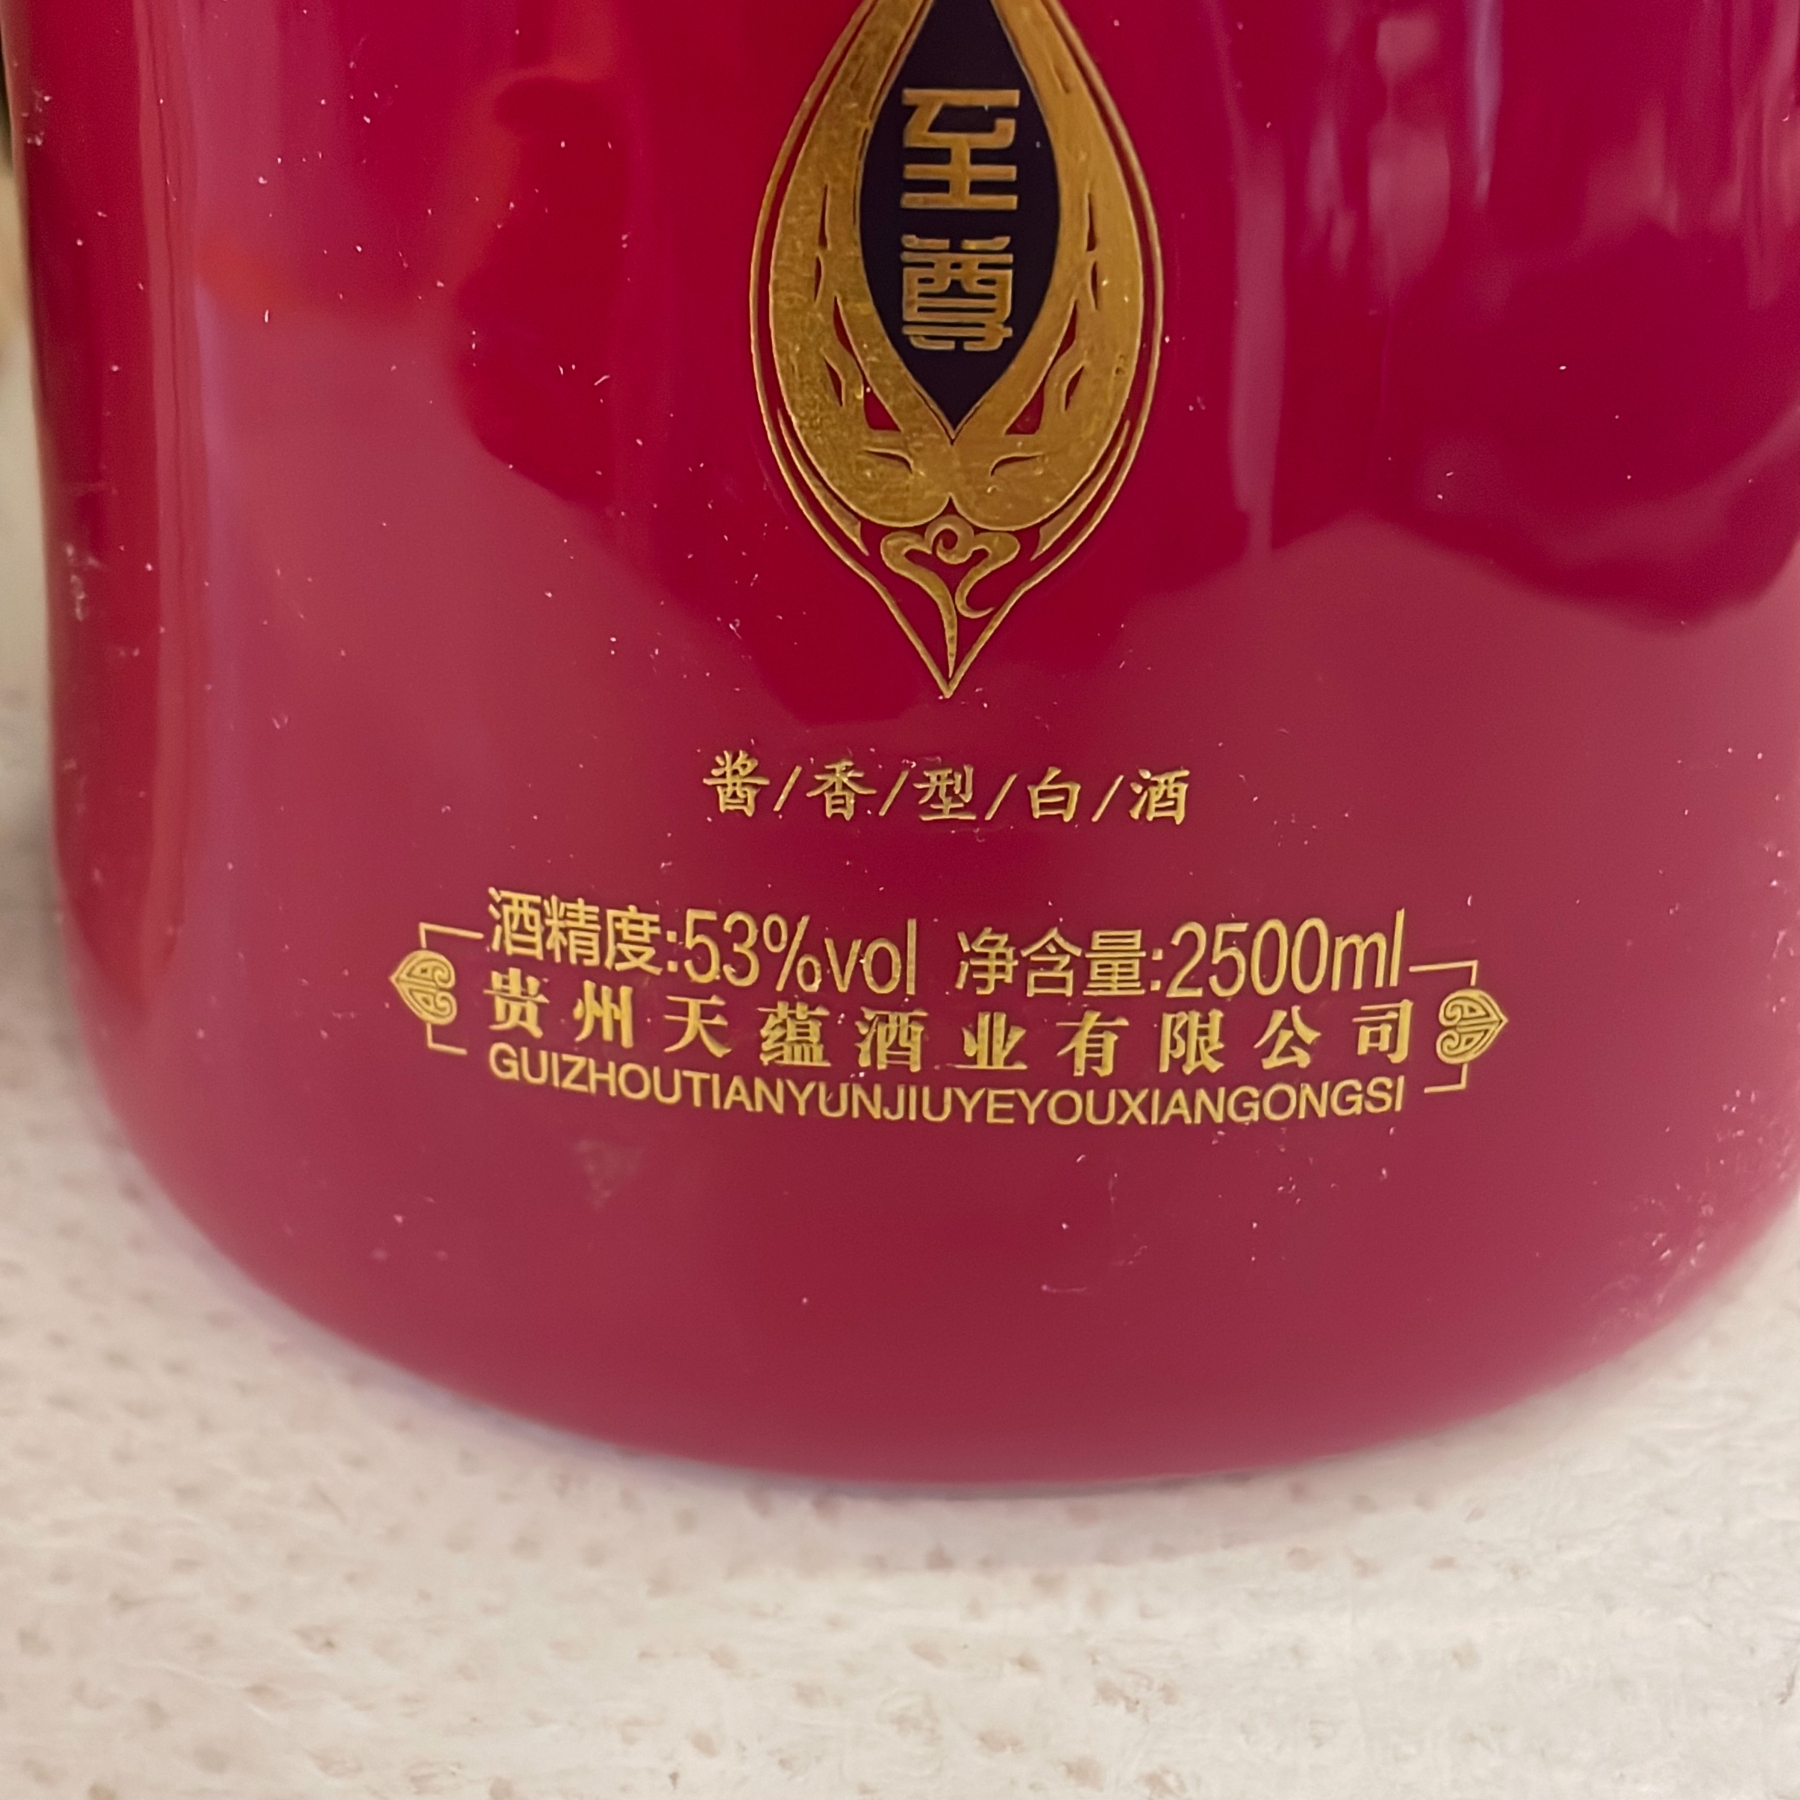 至尊
酱/香/型/白/酒
酒精度:53%vol 净含量:2500ml
贵州天蕴酒业有限公司
GUIZHOUTIANYUNJIUYEYOUXIANGONGSI